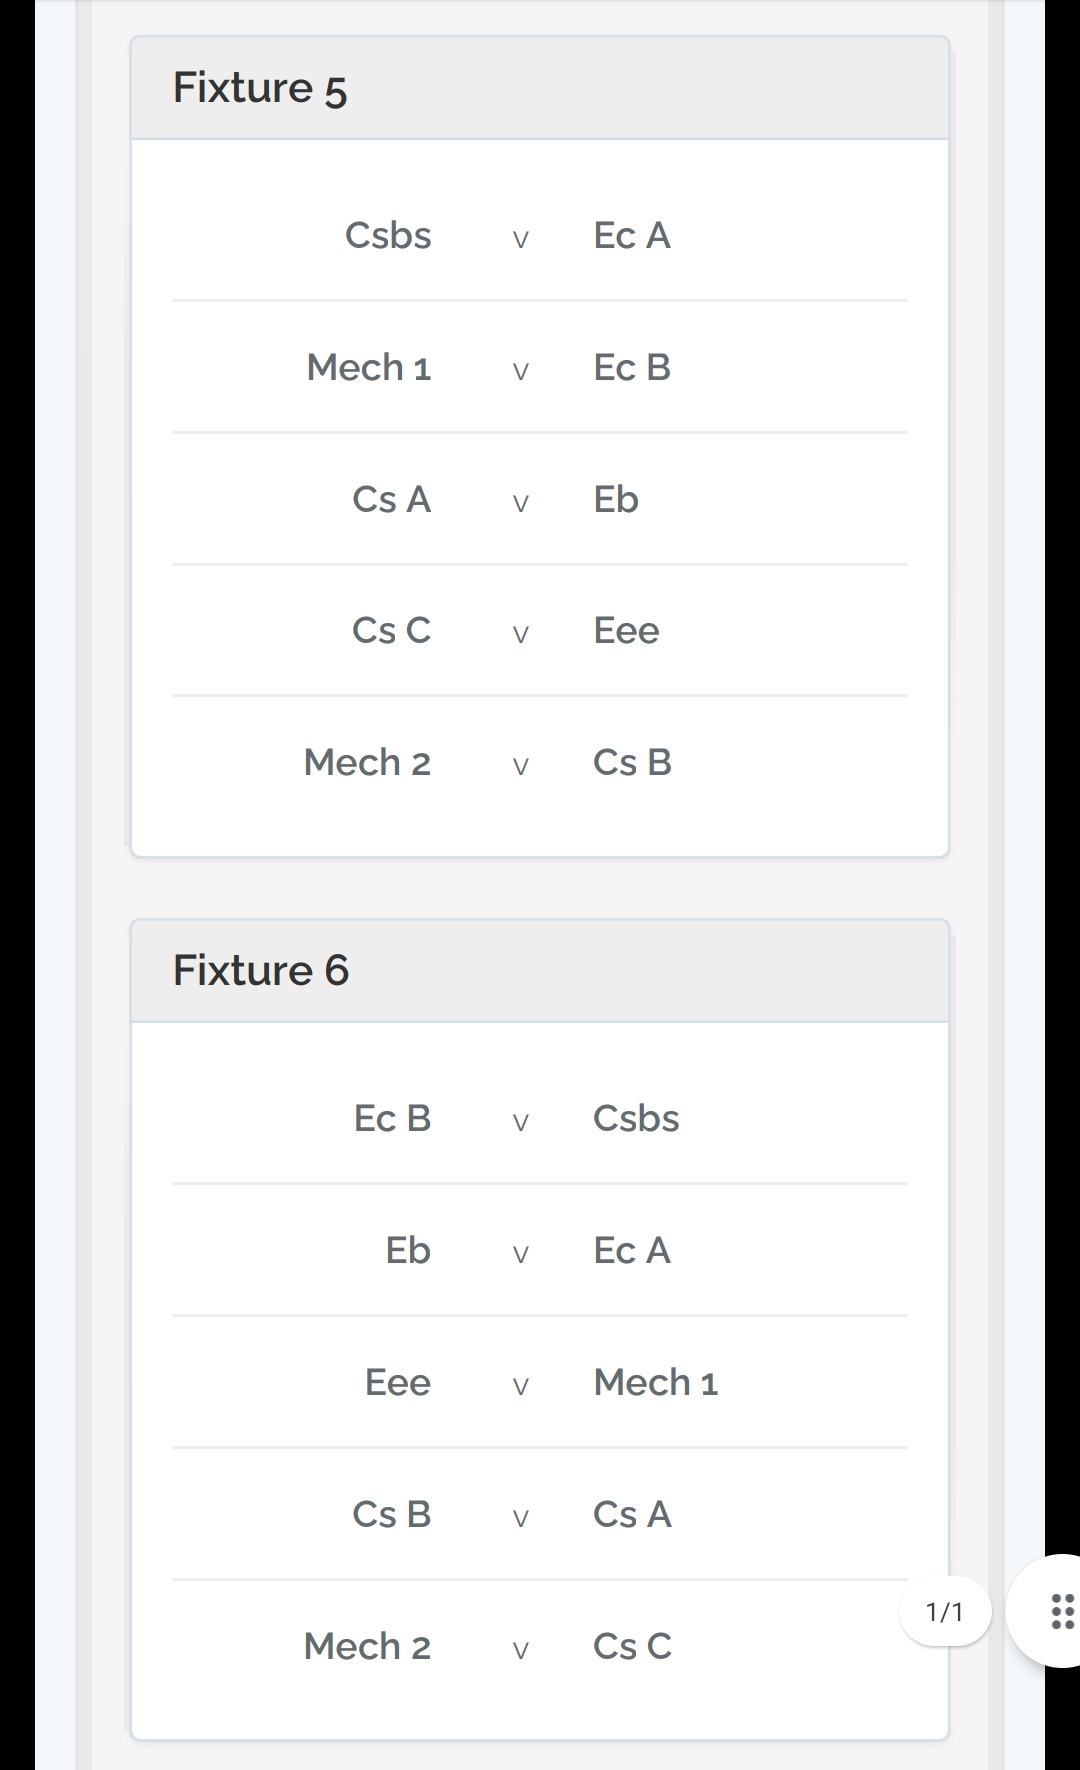 Fixture 5
Csbs v Ec A
Mech 1 v Ec B
Cs A v Eb
Cs C v Eee
Mech 2 v Cs B
Fixture 6
Ec B v Csbs
Eb v Ec A
Eee v Mech 1
Cs B v Cs A
1/1
Mech 2 v Cs C